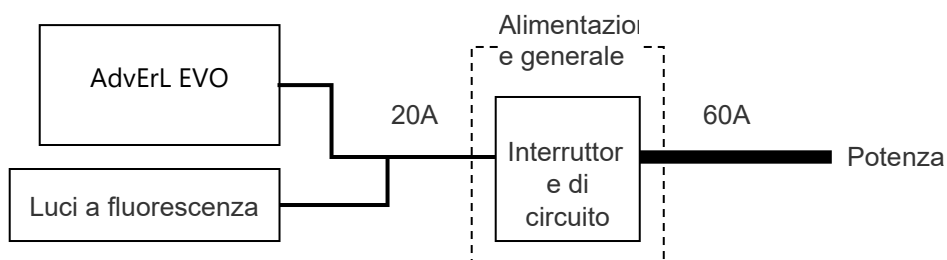 Alimentazion
e generale
AdvErL EVO
20A
60A
Interruttor
e di
circuito
Potenza
Luci a fluorescenza